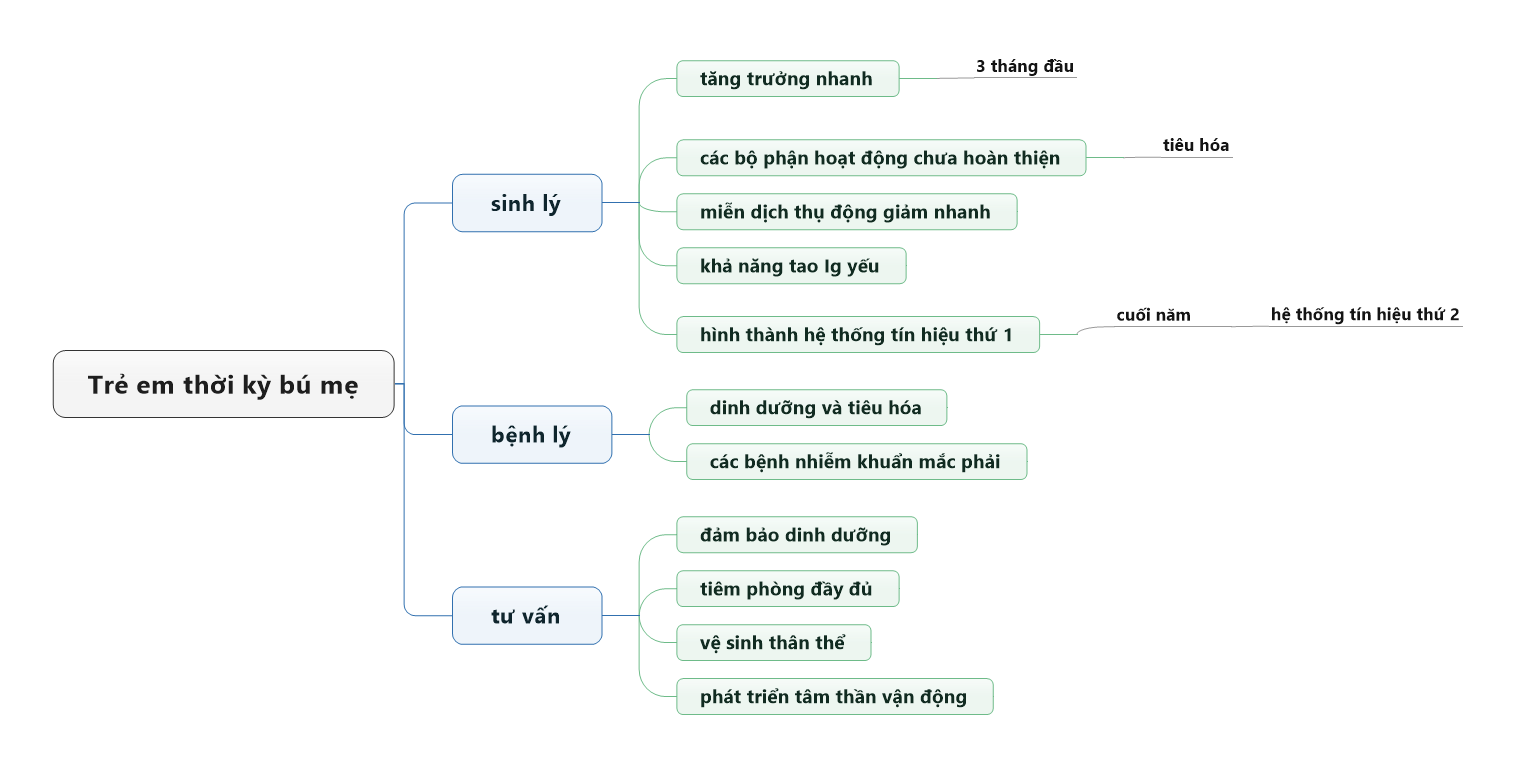 Trẻ em thời kỳ bú mẹ
sinh lý
tăng trưởng nhanh
3 tháng đầu
các bộ phận hoạt động chưa hoàn thiện
tiêu hóa
miễn dịch thụ động giảm nhanh
khả năng tao Ig yếu
hình thành hệ thống tín hiệu thứ 1
cuối năm
hệ thống tín hiệu thứ 2
bệnh lý
dinh dưỡng và tiêu hóa
các bệnh nhiễm khuẩn mắc phải
tư vấn
đảm bảo dinh dưỡng
tiêm phòng đầy đủ
vệ sinh thân thể
phát triển tâm thần vận động